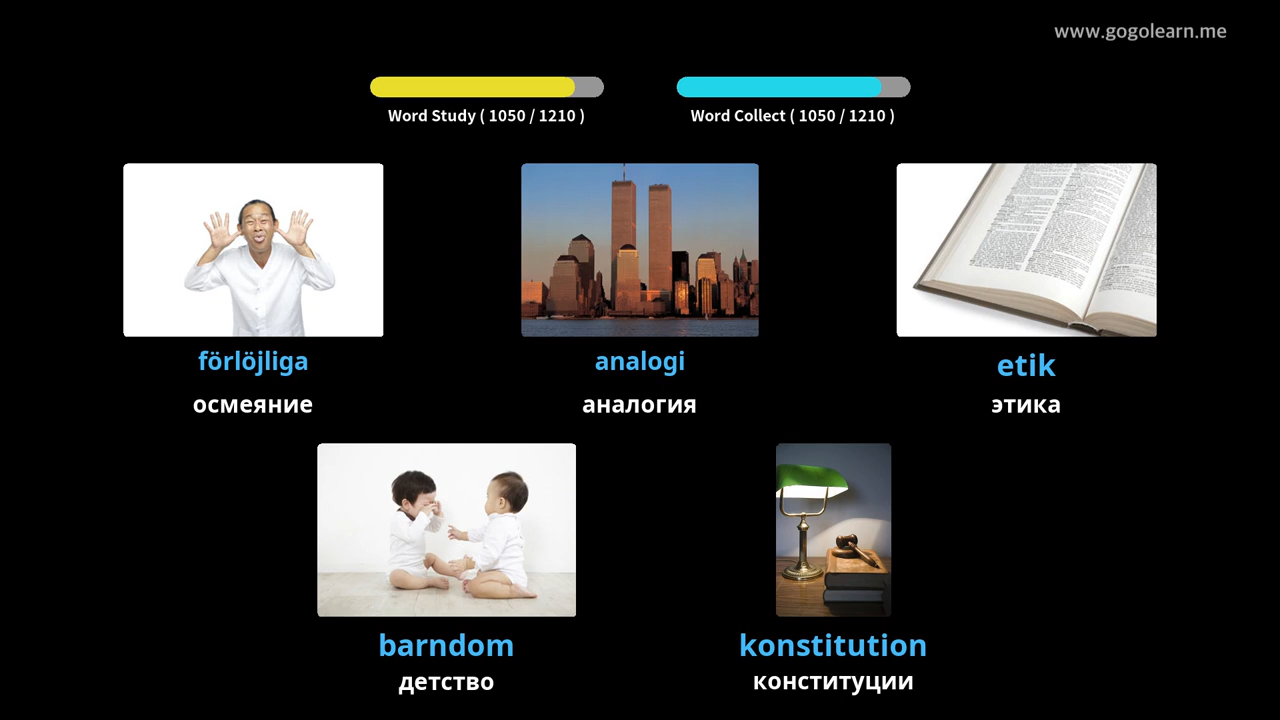 www.gogolearn.me
Word Study ( 1050 / 1210 )
Word Collect ( 1050 / 1210 )
förlöjliga
analogi
etik
осмеяние
аналогия
этика
barndom
konstitution
детство
конституции